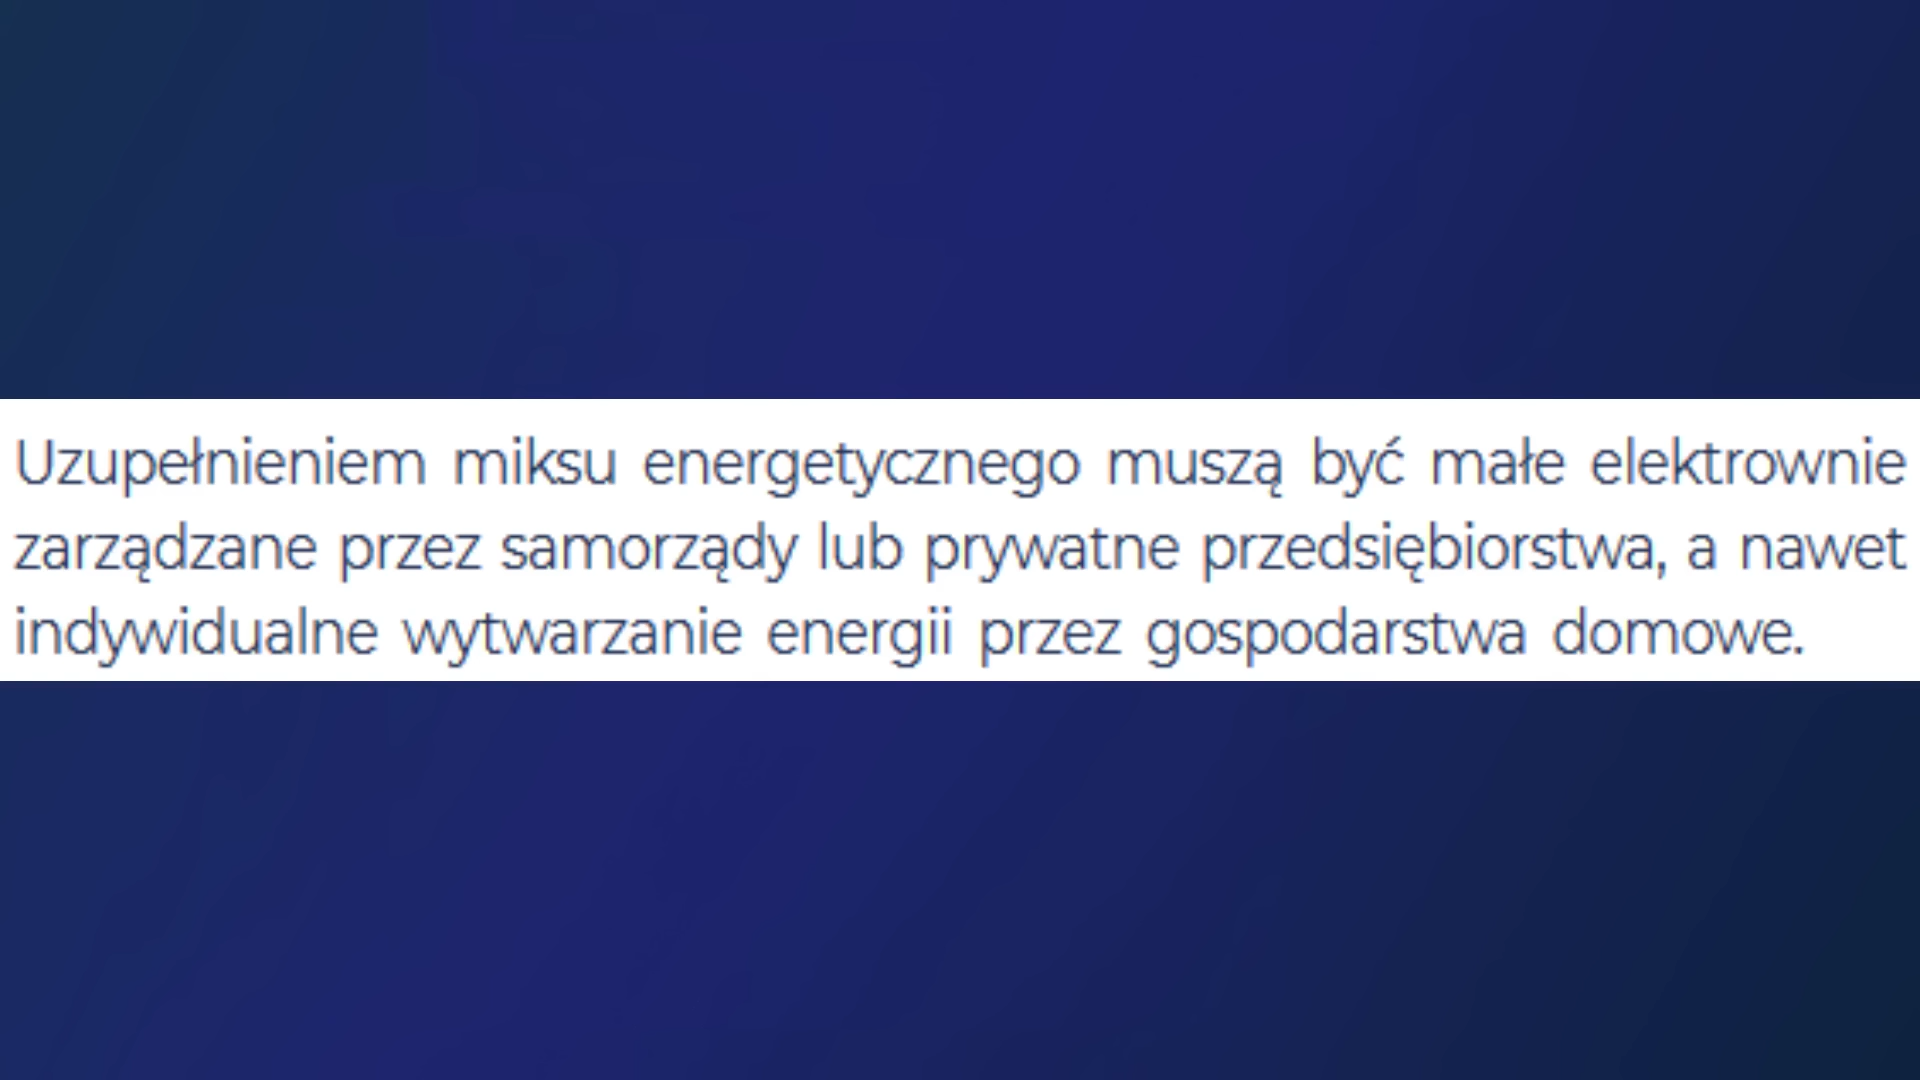 Uzupełnieniem miksu energetycznego muszą być małe elektrownie
zarządzane przez samorządy lub prywatne przedsiębiorstwa, a nawet
indywidualne wytwarzanie energii przez gospodarstwa domowe.